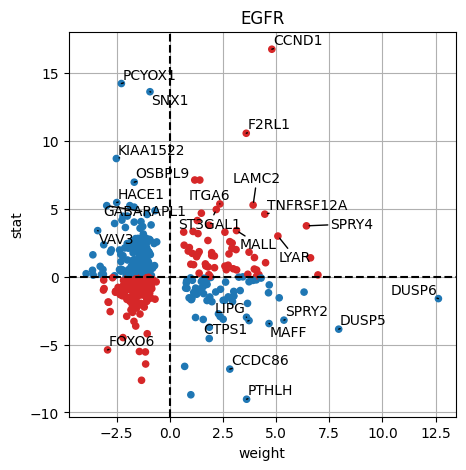 EGFR
CCND1
PCYOX1
SNX1
F2RL1
KIAA1522
OSBPL9
LAMC2
HACE1
ITGA6
GABARAPL1
TNFRSF12A
ST3GAL1
SPRY4
VAV3
MALL
LYAR
DUSP6
LIPG
SPRY2
CTPS1
MAFF
DUSP5
FOXO6
CCDC86
PTHLH
15
10
5
0
−5
−10
stat
−2.5
0.0
2.5
5.0
7.5
10.0
12.5
weight